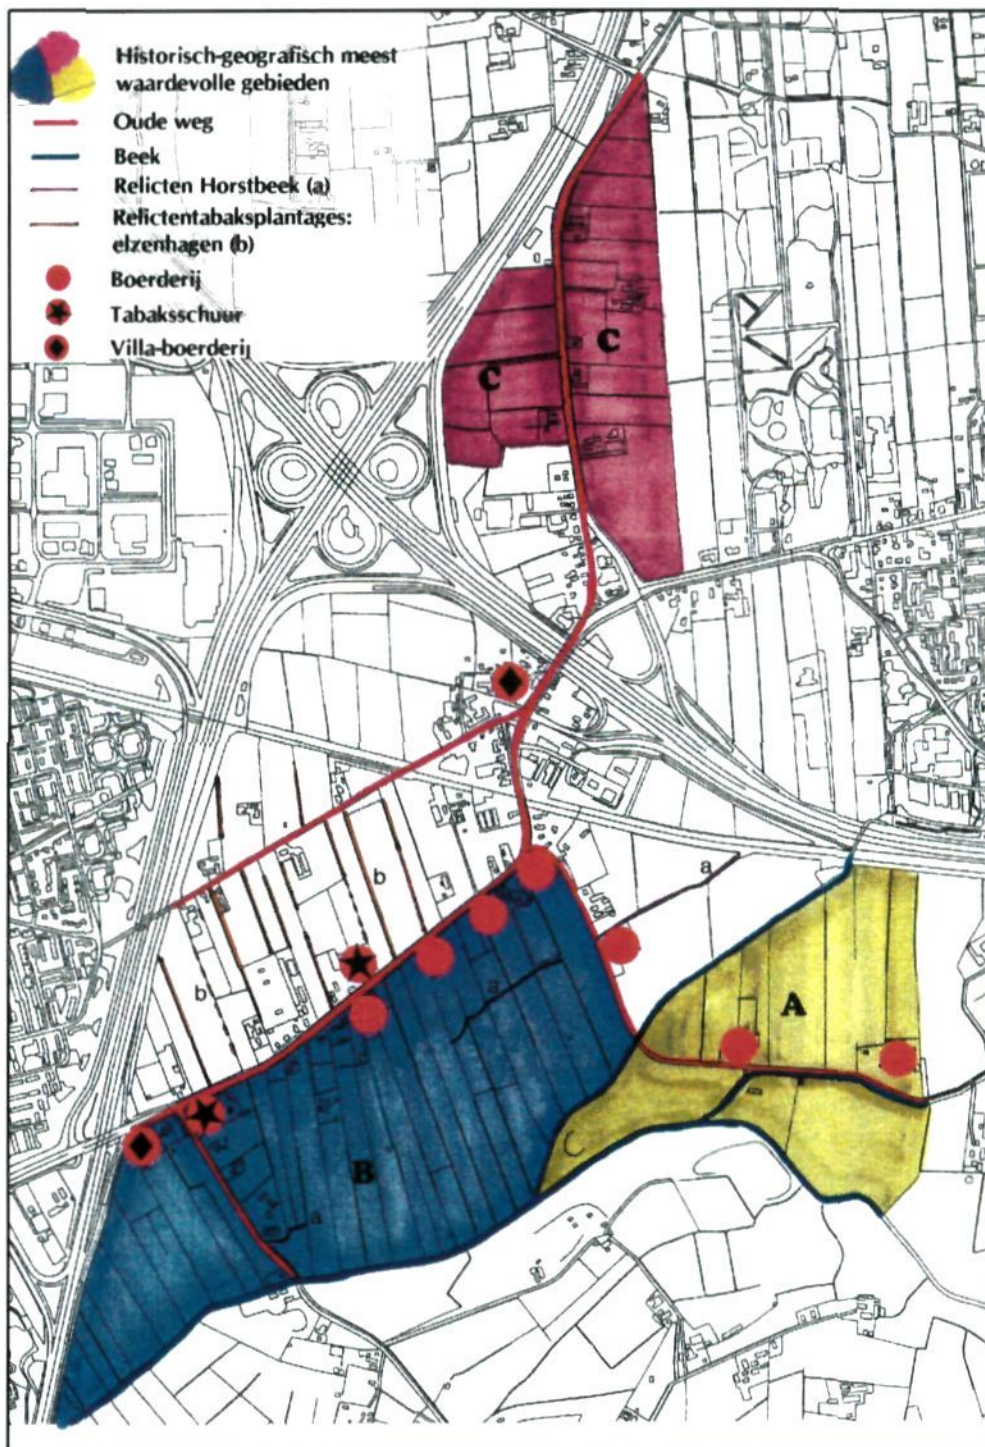 Historisch-geografisch meest
waardevolle gebieden
Oude weg
Beek
Relicten Horstbeek (a)
Relictentabaksplantages:
elzenhagen (b)
Boerderij
Tabaksschuur
Villa-boerderij
C
C
a
b
A
b
a
B
a